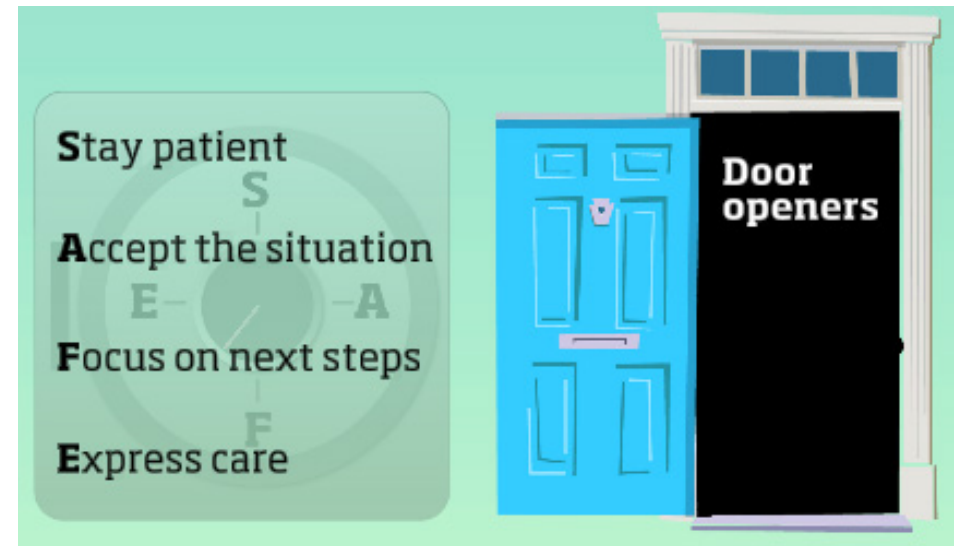 Stay patient
S
Accept the situation
E A
Focus on next steps
F
Express care
Door
openers